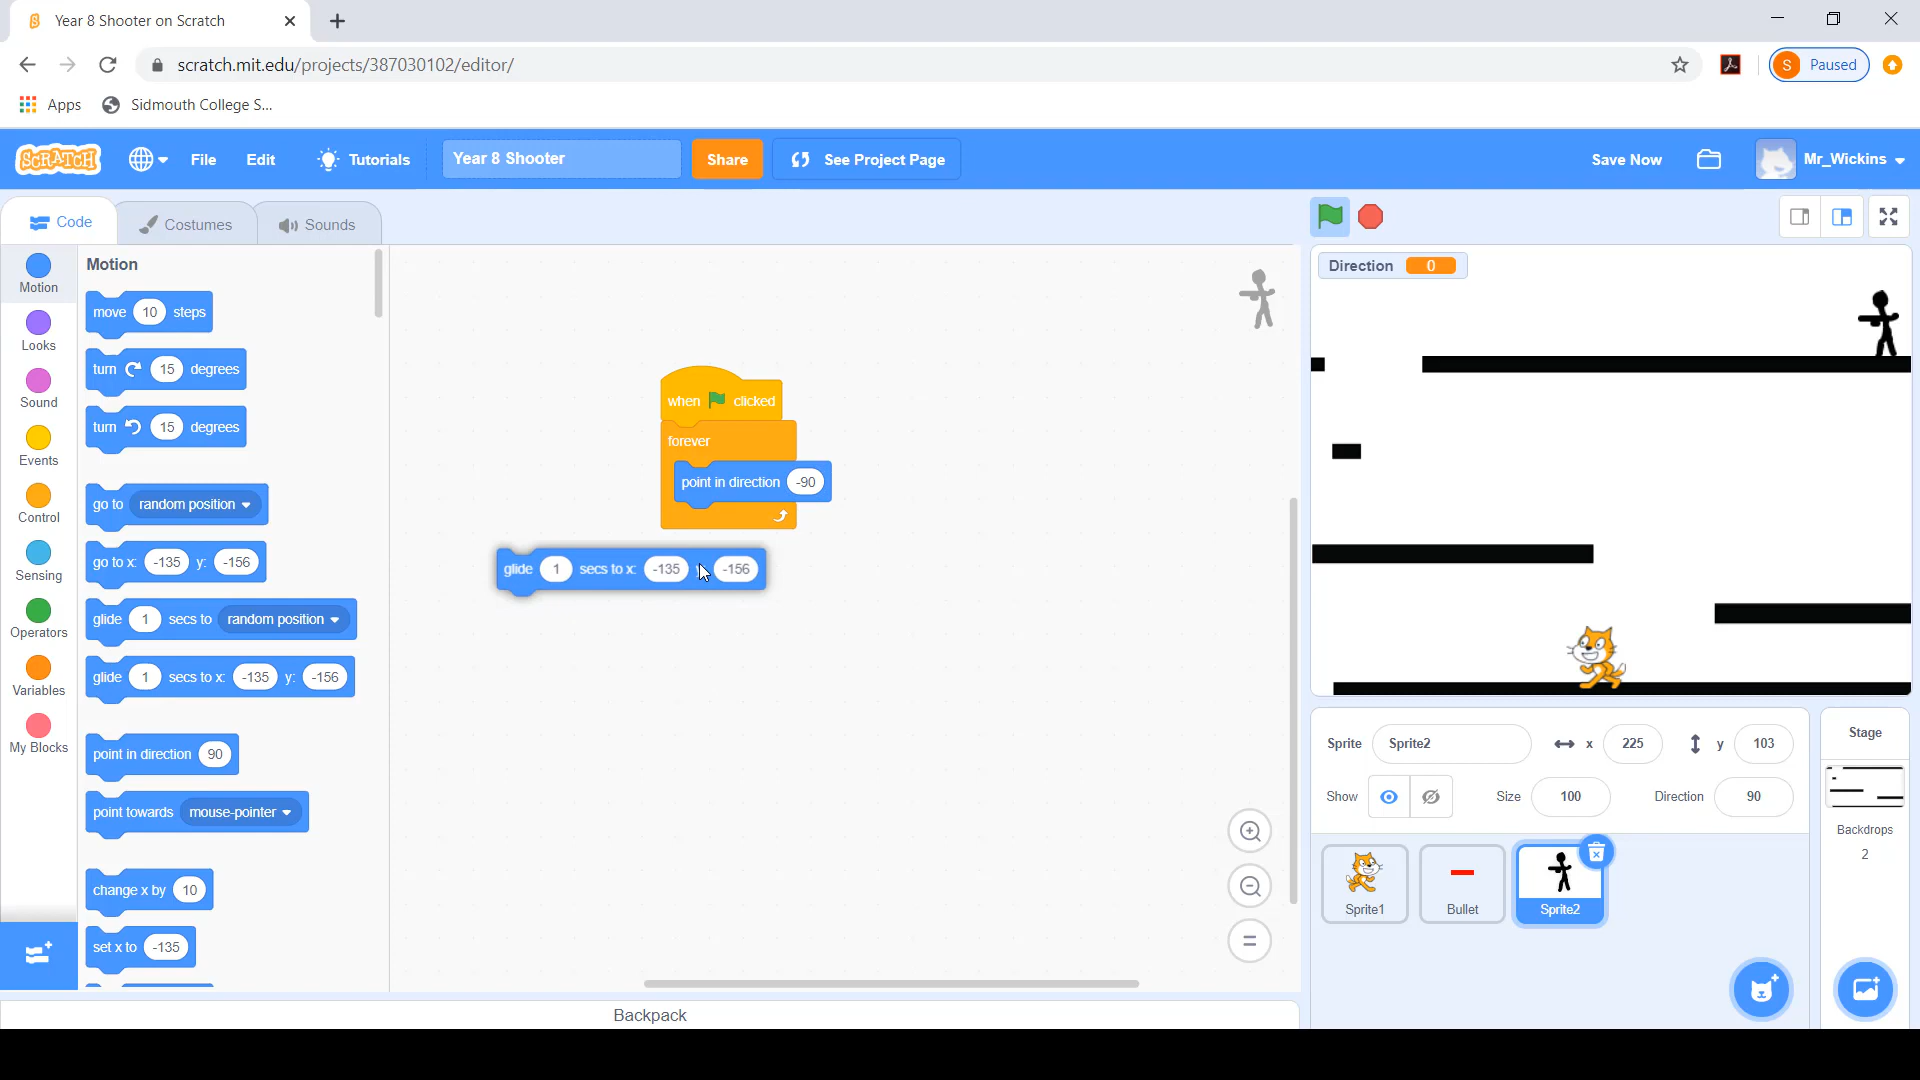 Year 8 Shooter on Scratch
scratch.mit.edu/projects/387030102/editor/
S Paused
Apps
Sidmouth College S...
SCRATCH
File
Edit
Tutorials
Year 8 Shooter
Share
See Project Page
Save Now
Mr_Wickins
Code
Costumes
Sounds
Motion
Looks
Sound
Events
Control
Sensing
Operators
Variables
My Blocks
Motion
move 10 steps
turn 15 degrees
turn 15 degrees
go to random position
go to x: -135 y: -156
glide 1 secs to random position
glide 1 secs to x: -135 y: -156
point in direction 90
point towards mouse-pointer
change x by 10
set x to -135
when clicked
forever
point in direction -90
glide 1 secs to x: -135 -156
Backpack
Direction 0
Sprite Sprite2 x 225 y 103
Show Size 100 Direction 90
Sprite1
Bullet
Sprite2
Stage
Backdrops
2